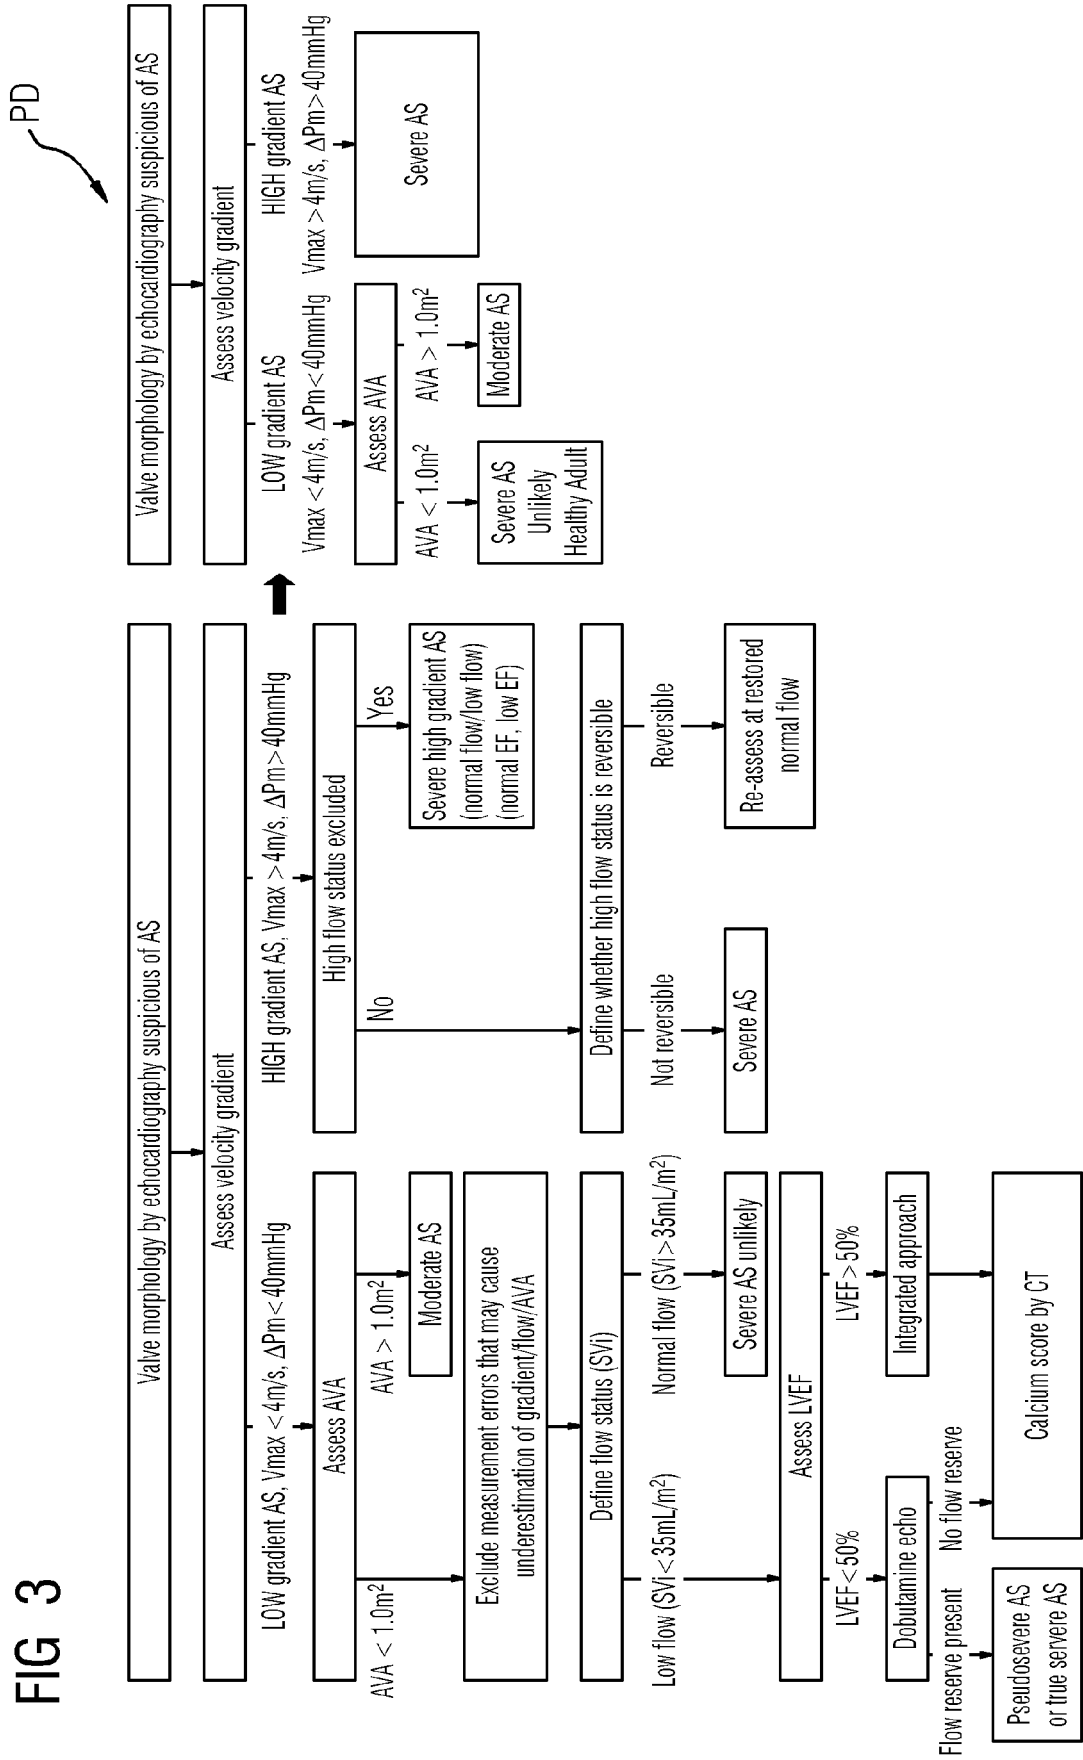 FIG 3
PD
Valve morphology by echocardiography suspicious of AS
Assess velocity gradient
LOW gradient AS, Vmax<4m/s, ΔPm<40mmHg
HIGH gradient AS, Vmax>4m/s, ΔPm>40mmHg
Assess AVA
High flow status excluded
AVA < 1.0m²
AVA > 1.0m²
No
Yes
Moderate AS
Severe high gradient AS
(normal flow/low flow)
(normal EF, low EF)
Exclude measurement errors that may cause
underestimation of gradient/flow/AVA
Define flow status (SVi)
Define whether high flow status is reversible
Low flow (SVi<35mL/m²)
Normal flow (SVi>35mL/m²)
Not reversible
Reversible
Severe AS unlikely
Severe AS
Re-assess at restored
normal flow
Assess LVEF
LVEF<50%
LVEF>50%
Dobutamine echo
Integrated approach
Flow reserve present
No flow reserve
Pseudosevere AS
or true servere AS
Calcium score by CT
Valve morphology by echocardiography suspicious of AS
Assess velocity gradient
LOW gradient AS
HIGH gradient AS
Vmax<4m/s, ΔPm<40mmHg
Vmax>4m/s, ΔPm>40mmHg
Assess AVA
Severe AS
AVA < 1.0m²
AVA > 1.0m²
Severe AS
Unlikely
Healthy Adult
Moderate AS